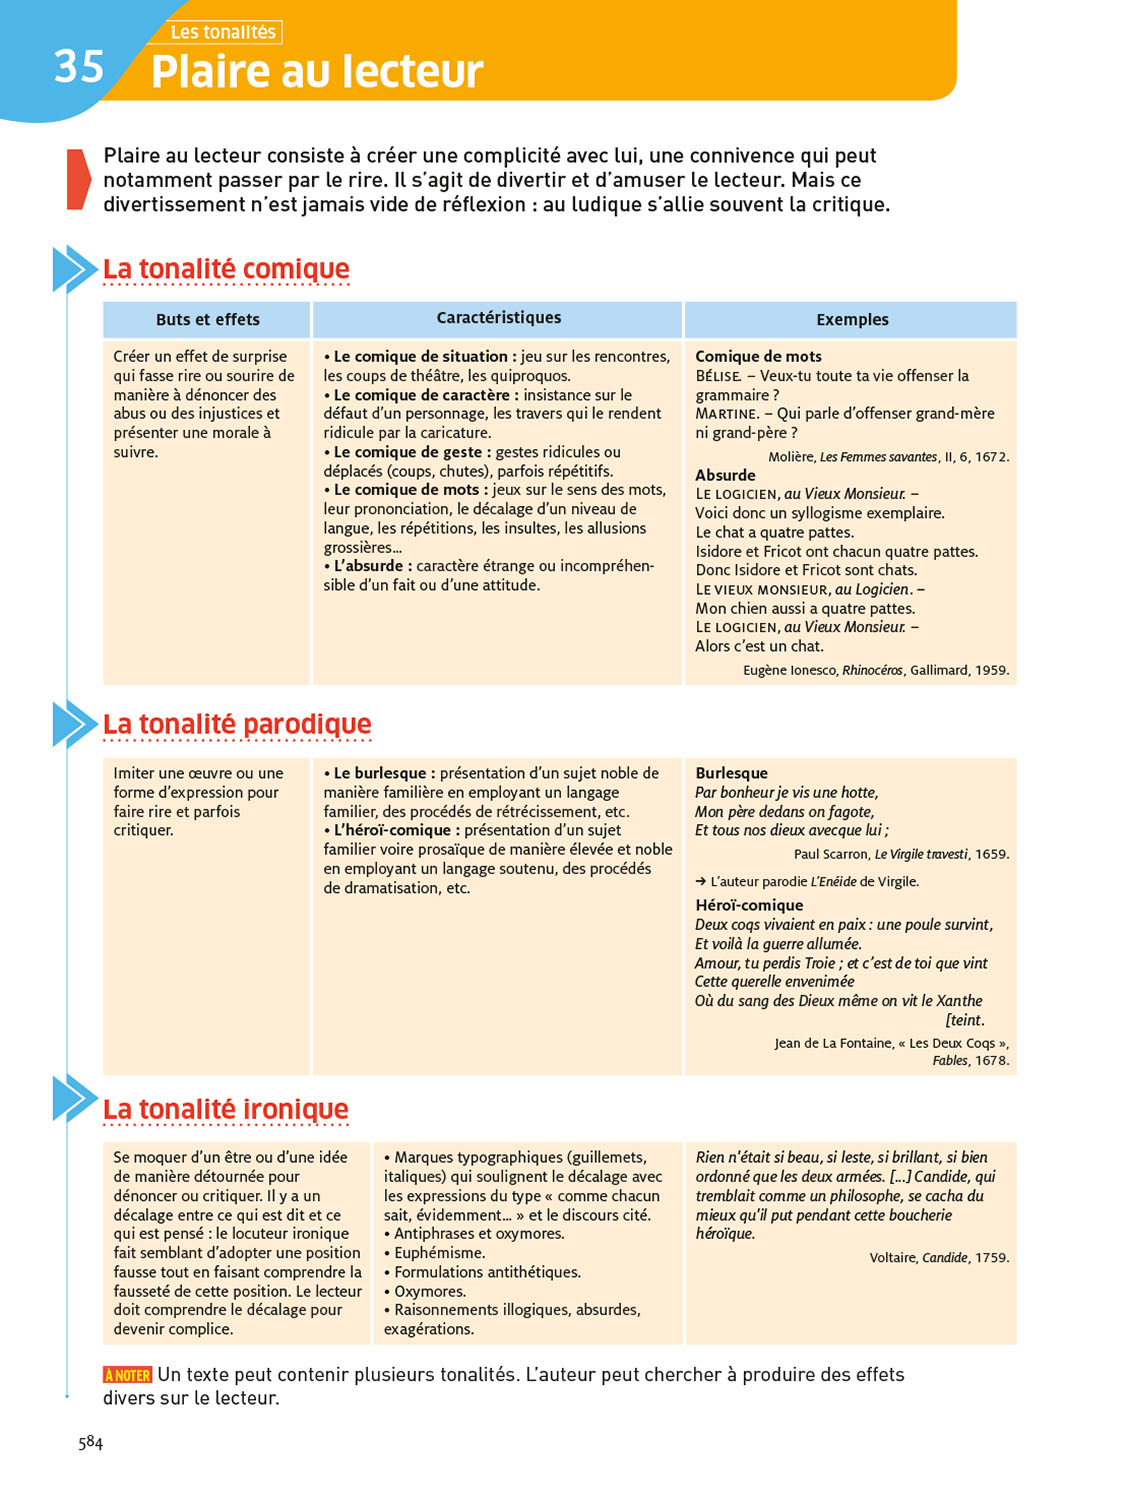 Les tonalités
35
Plaire au lecteur
Plaire au lecteur consiste à créer une complicité avec lui, une connivence qui peut
notamment passer par le rire. Il s’agit de divertir et d’amuser le lecteur. Mais ce
divertissement n’est jamais vide de réflexion : au ludique s’allie souvent la critique.
La tonalité comique
Buts et effets
Caractéristiques
Exemples
Créer un effet de surprise
qui fasse rire ou sourire de
manière à dénoncer des
abus ou des injustices et
présenter une morale à
suivre.
• Le comique de situation : jeu sur les rencontres,
les coups de théâtre, les quiproquos.
• Le comique de caractère : insistance sur le
défaut d’un personnage, les travers qui le rendent
ridicule par la caricature.
• Le comique de geste : gestes ridicules ou
déplacés (coups, chutes), parfois répétitifs.
• Le comique de mots : jeux sur le sens des mots,
leur prononciation, le décalage d’un niveau de
langue, les répétitions, les insultes, les allusions
grossières...
• L’absurde : caractère étrange ou incompréhen-
sible d’un fait ou d’une attitude.
Comique de mots
BÉLISE. – Veux-tu toute ta vie offenser la
grammaire ?
MARTINE. – Qui parle d’offenser grand-mère
ni grand-père ?
Molière, Les Femmes savantes, II, 6, 1672.
Absurde
LE LOGICIEN, au Vieux Monsieur. –
Voici donc un syllogisme exemplaire.
Le chat a quatre pattes.
Isidore et Fricot ont chacun quatre pattes.
Donc Isidore et Fricot sont chats.
LE VIEUX MONSIEUR, au Logicien. –
Mon chien aussi a quatre pattes.
LE LOGICIEN, au Vieux Monsieur. –
Alors c’est un chat.
Eugène Ionesco, Rhinocéros, Gallimard, 1959.
La tonalité parodique
Imiter une œuvre ou une
forme d’expression pour
faire rire et parfois
critiquer.
• Le burlesque : présentation d’un sujet noble de
manière familière en employant un langage
familier, des procédés de rétrécissement, etc.
• L’héroï-comique : présentation d’un sujet
familier voire prosaïque de manière élevée et noble
en employant un langage soutenu, des procédés
de dramatisation, etc.
Burlesque
Par bonheur je vis une hotte,
Mon père dedans on fagote,
Et tous nos dieux avecque lui ;
Paul Scarron, Le Virgile travesti, 1659.
➔ L’auteur parodie L’Enéide de Virgile.
Héroï-comique
Deux coqs vivaient en paix : une poule survint,
Et voilà la guerre allumée.
Amour, tu perdis Troie ; et c’est de toi que vint
Cette querelle envenimée
Où du sang des Dieux même on vit le Xanthe
[teint.
Jean de La Fontaine, « Les Deux Coqs »,
Fables, 1678.
La tonalité ironique
Se moquer d’un être ou d’une idée
de manière détournée pour
dénoncer ou critiquer. Il y a un
décalage entre ce qui est dit et ce
qui est pensé : le locuteur ironique
fait semblant d’adopter une position
fausse tout en faisant comprendre la
fausseté de cette position. Le lecteur
doit comprendre le décalage pour
devenir complice.
• Marques typographiques (guillemets,
italiques) qui soulignent le décalage avec
les expressions du type « comme chacun
sait, évidemment... » et le discours cité.
• Antiphrases et oxymores.
• Euphémisme.
• Formulations antithétiques.
• Oxymores.
• Raisonnements illogiques, absurdes,
exagérations.
Rien n'était si beau, si leste, si brillant, si bien
ordonné que les deux armées. [...] Candide, qui
tremblait comme un philosophe, se cacha du
mieux qu'il put pendant cette boucherie
héroïque.
Voltaire, Candide, 1759.
À NOTER Un texte peut contenir plusieurs tonalités. L’auteur peut chercher à produire des effets
divers sur le lecteur.
584